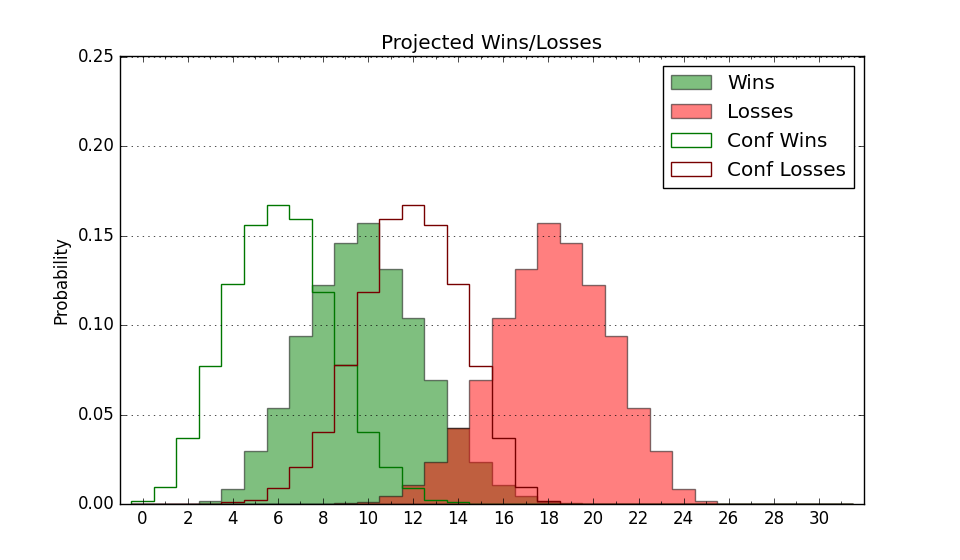 Projected Wins/Losses
0.25
0.20
0.15
0.10
0.05
0.00
Probability
Wins
Losses
Conf Wins
Conf Losses
0 2 4 6 8 10 12 14 16 18 20 22 24 26 28 30